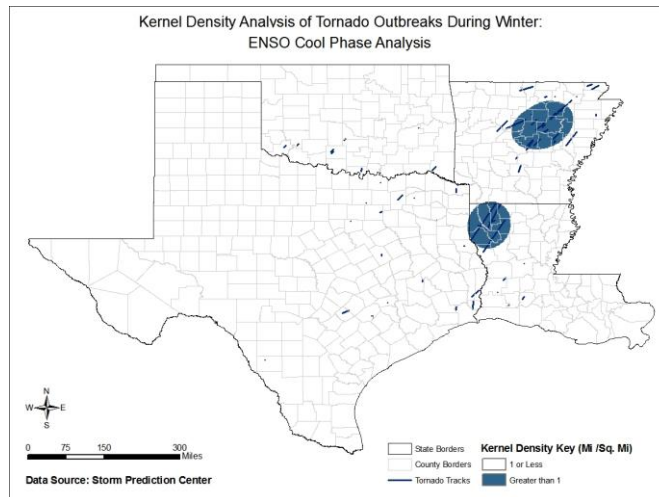 Kernel Density Analysis of Tornado Outbreaks During Winter:
ENSO Cool Phase Analysis
N
W E
S
0 75 150 300
Miles
Data Source: Storm Prediction Center
State Borders
County Borders
Tornado Tracks
Kernel Density Key (Mi /Sq. Mi)
1 or Less
Greater than 1